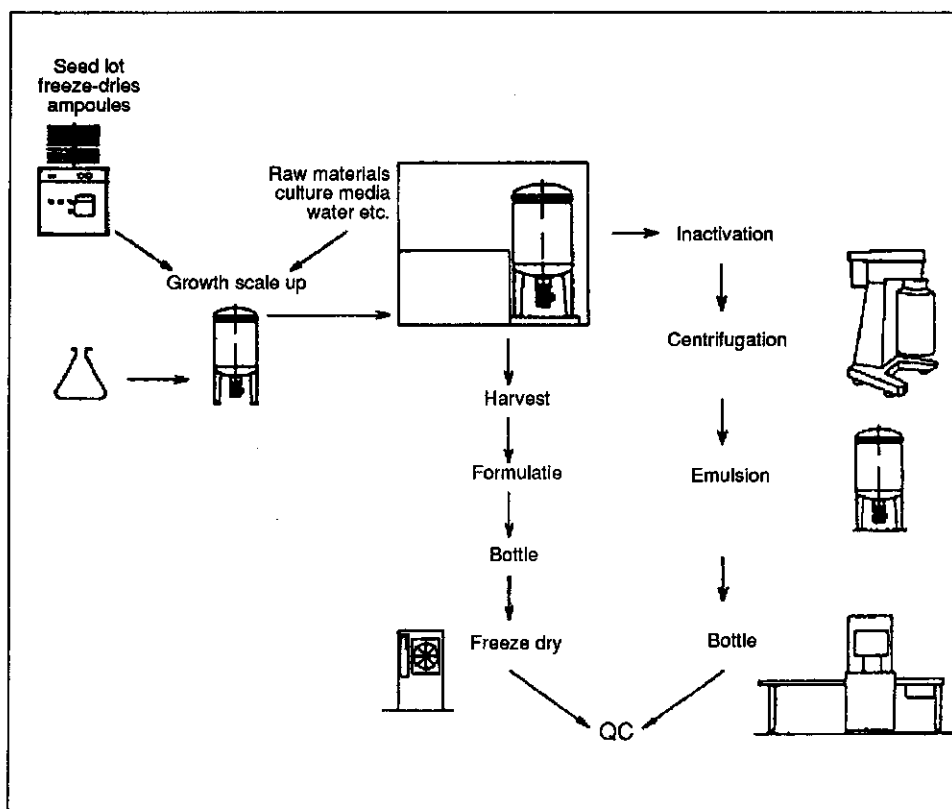 Seed lot
freeze-dries
ampoules
Raw materials
culture media
water etc.
Growth scale up
Inactivation
Centrifugation
Harvest
Formulatie
Emulsion
Bottle
Freeze dry
Bottle
QC